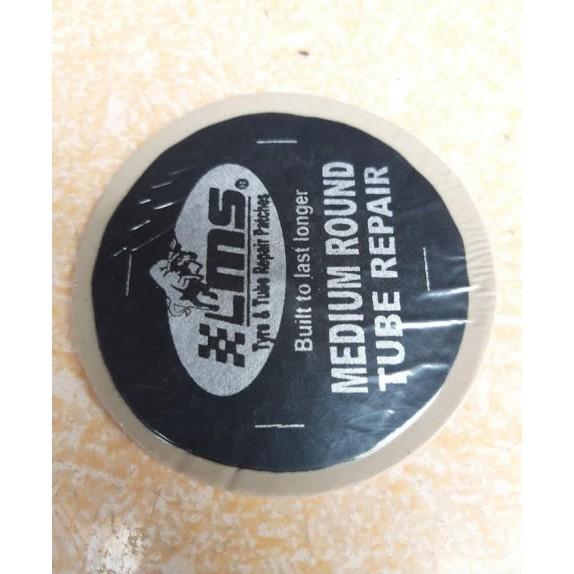 Lms®
Tyre & Tube Repair Patches
Built to last longer
MEDIUM ROUND
TUBE REPAIR